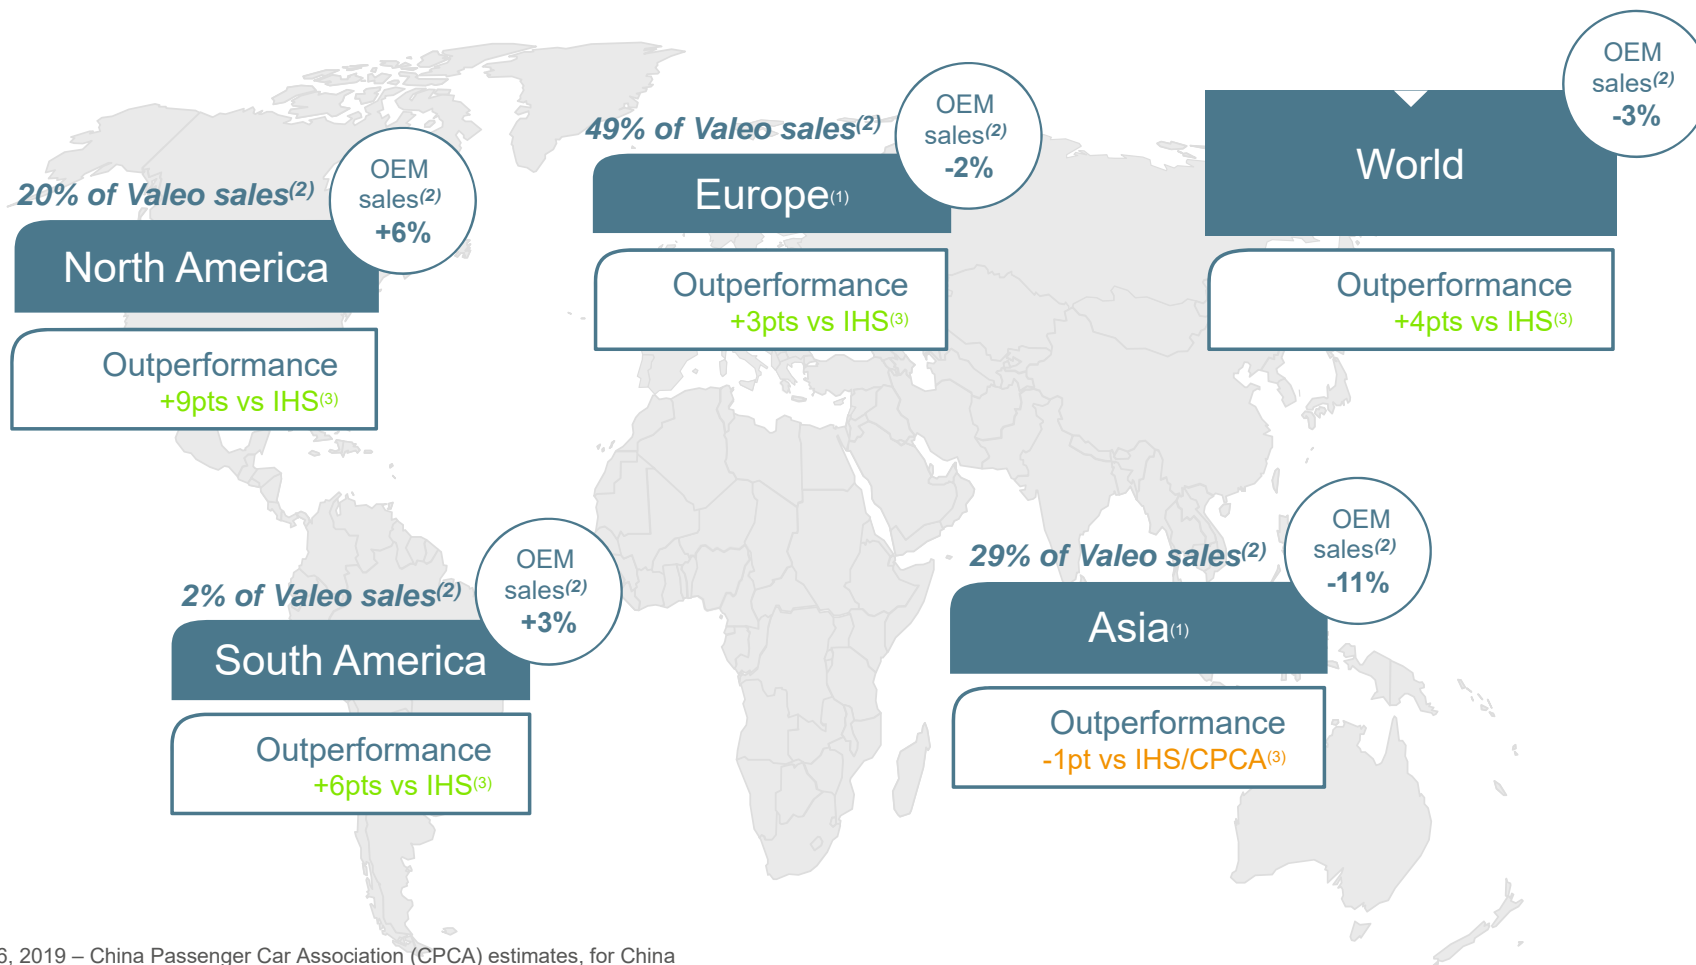 OEM
sales(2)
-3%
World
Outperformance
+4pts vs IHS(3)
49% of Valeo sales(2)
OEM
sales(2)
-2%
Europe(1)
Outperformance
+3pts vs IHS(3)
20% of Valeo sales(2)
OEM
sales(2)
+6%
North America
Outperformance
+9pts vs IHS(3)
2% of Valeo sales(2)
OEM
sales(2)
+3%
South America
Outperformance
+6pts vs IHS(3)
29% of Valeo sales(2)
OEM
sales(2)
-11%
Asia(1)
Outperformance
-1pt vs IHS/CPCA(3)
6, 2019 – China Passenger Car Association (CPCA) estimates, for China